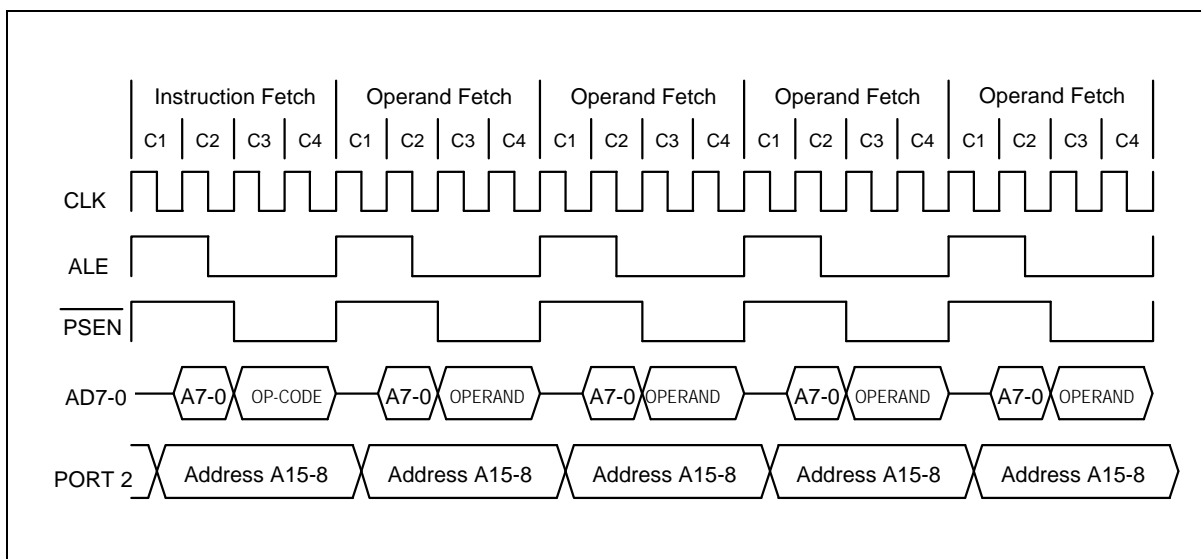 Instruction Fetch Operand Fetch Operand Fetch Operand Fetch Operand Fetch
C1 C2 C3 C4 C1 C2 C3 C4 C1 C2 C3 C4 C1 C2 C3 C4 C1 C2 C3 C4
CLK
ALE
PSEN
AD7-0 A7-0 OP-CODE A7-0 OPERAND A7-0 OPERAND A7-0 OPERAND A7-0 OPERAND
PORT 2 Address A15-8 Address A15-8 Address A15-8 Address A15-8 Address A15-8